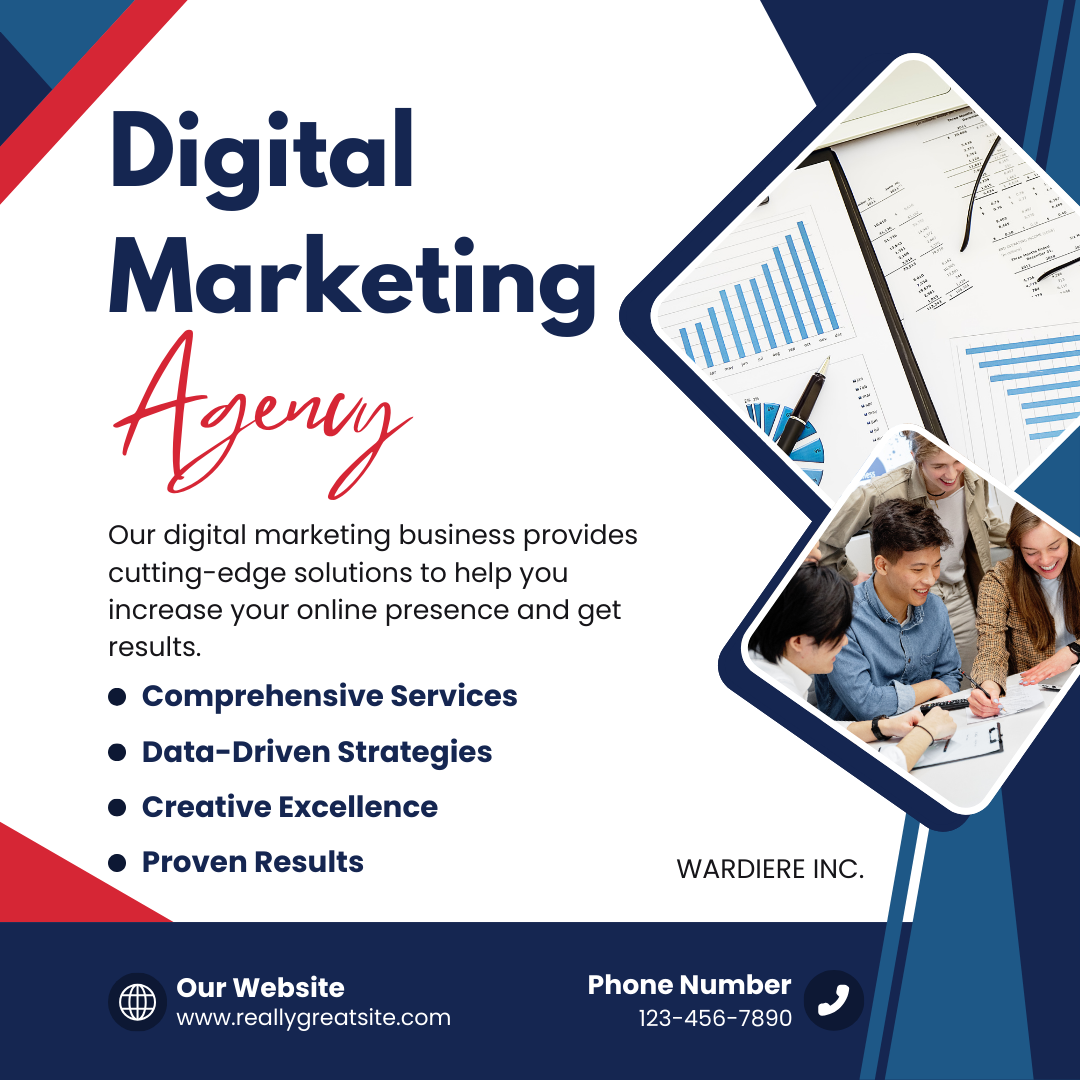 Digital
Marketing
Agency
Our digital marketing business provides
cutting-edge solutions to help you
increase your online presence and get
results.
Comprehensive Services
Data-Driven Strategies
Creative Excellence
Proven Results
WARDIERE INC.
Our Website
www.reallygreatsite.com
Phone Number
123-456-7890